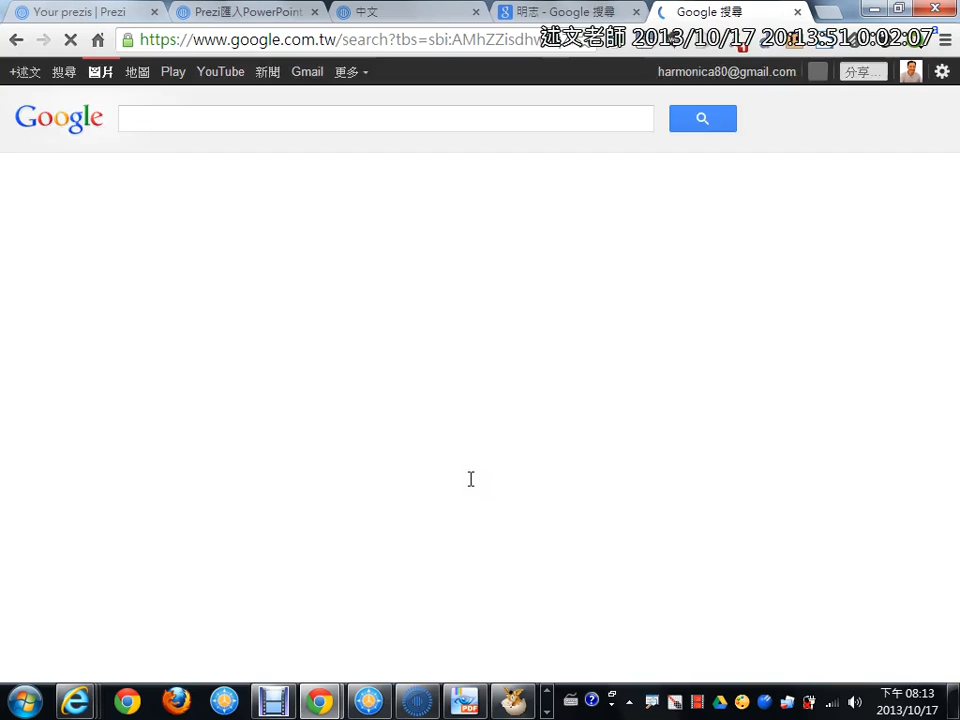 Your prezis | Prezi
Prezi匯入PowerPoint
中文
明志 - Google 搜尋
Google 搜尋
https://www.google.com.tw/search?tbs=sbi:AMhZZisdhv
述文老師 2013/10/17 20:13:51 0:02:07
+述文 搜尋 圖片 地圖 Play YouTube 新聞 Gmail 更多
harmonica80@gmail.com 分享...
Google
PDF
下午 08:13
2013/10/17